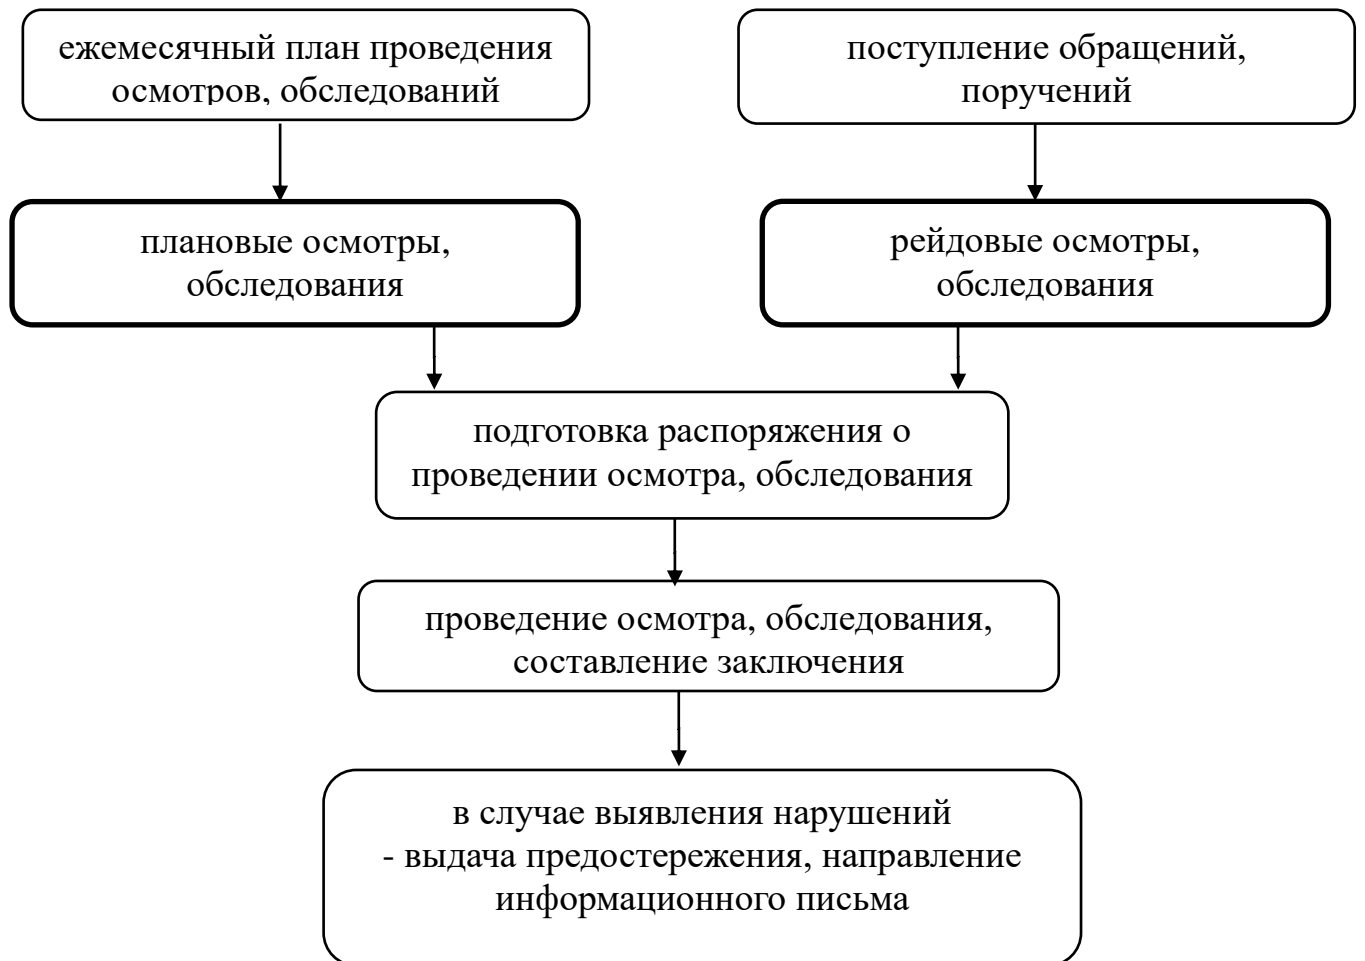 ежемесячный план проведения
осмотров, обследований
поступление обращений,
поручений
плановые осмотры,
обследования
рейдовые осмотры,
обследования
подготовка распоряжения о
проведении осмотра, обследования
проведение осмотра, обследования,
составление заключения
в случае выявления нарушений
- выдача предостережения, направление
информационного письма